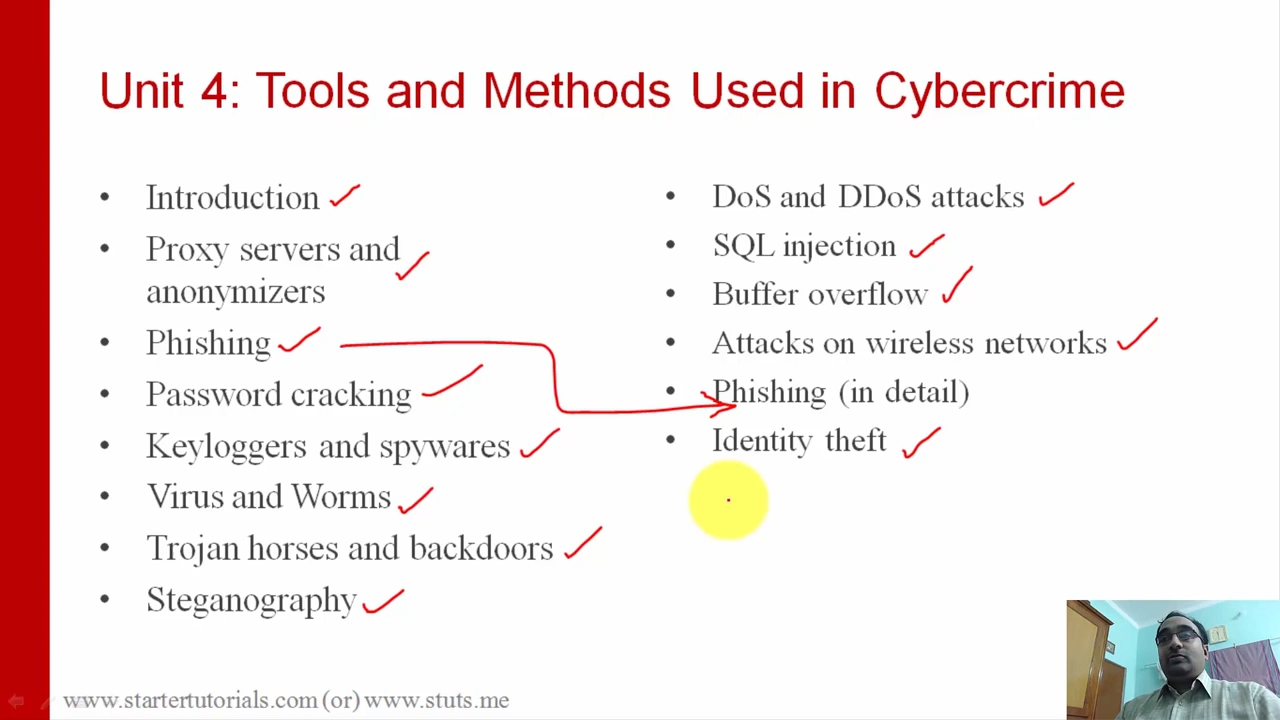 Unit 4: Tools and Methods Used in Cybercrime
• Introduction
• Proxy servers and
anonymizers
• Phishing
• Password cracking
• Keyloggers and spywares
• Virus and Worms
• Trojan horses and backdoors
• Steganography
• DoS and DDoS attacks
• SQL injection
• Buffer overflow
• Attacks on wireless networks
• Phishing (in detail)
• Identity theft
www.startertutorials.com (or) www.stuts.me